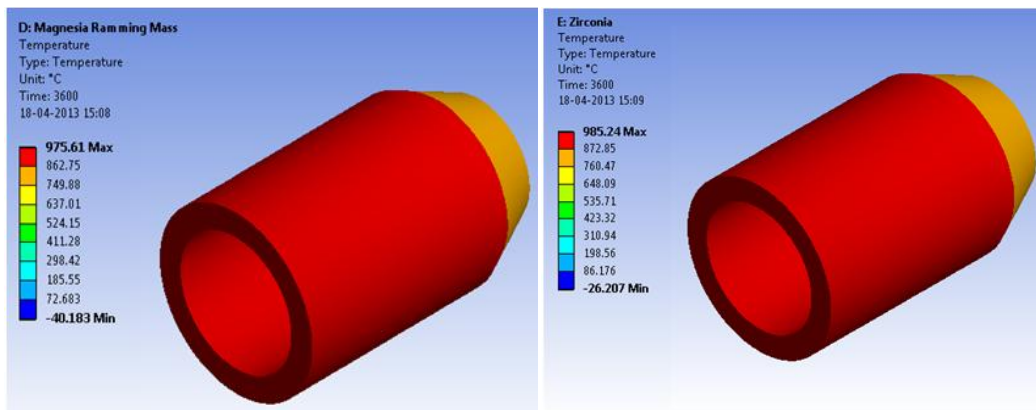 D: Magnesia Ramming Mass
Temperature
Type: Temperature
Unit: °C
Time: 3600
18-04-2013 15:08
975.61 Max
862.75
749.88
637.01
524.15
411.28
298.42
185.55
72.683
-40.183 Min
E: Zirconia
Temperature
Type: Temperature
Unit: °C
Time: 3600
18-04-2013 15:09
985.24 Max
872.85
760.47
648.09
535.71
423.32
310.94
198.56
86.176
-26.207 Min